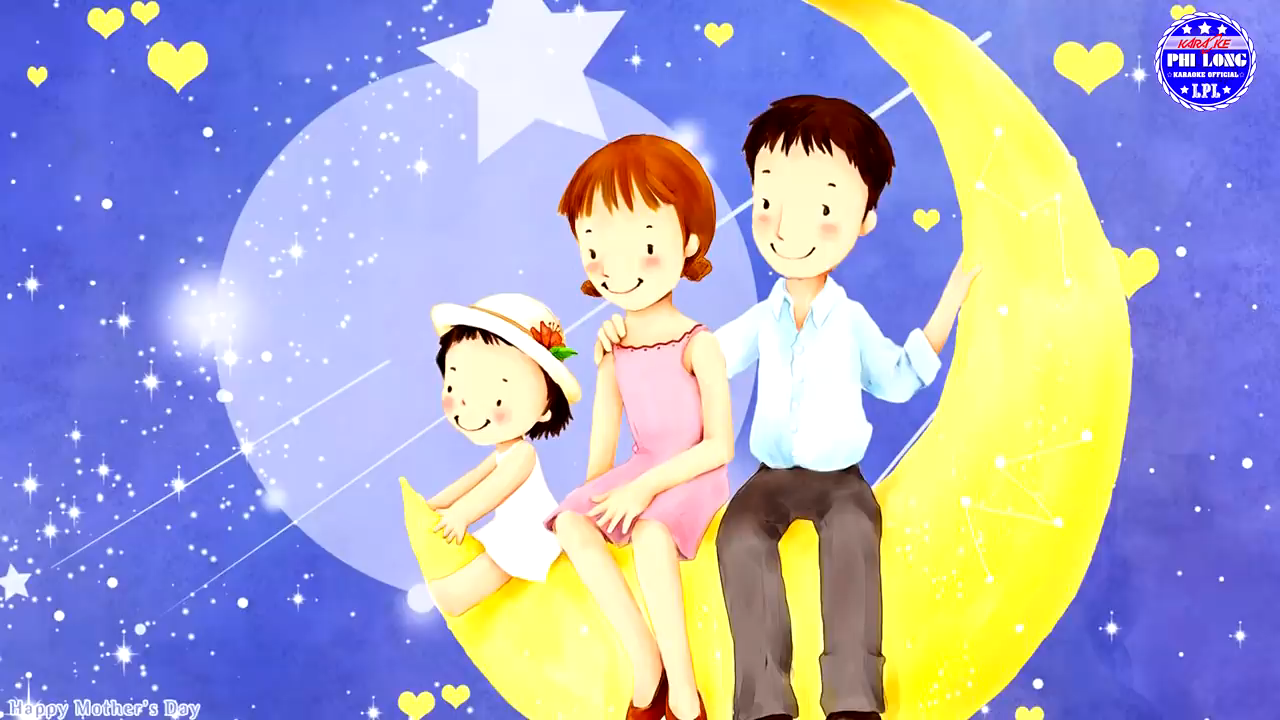 KARAOKE
PHI LONG
KARAOKE OFFICIAL
LPL
Happy Mother's Day